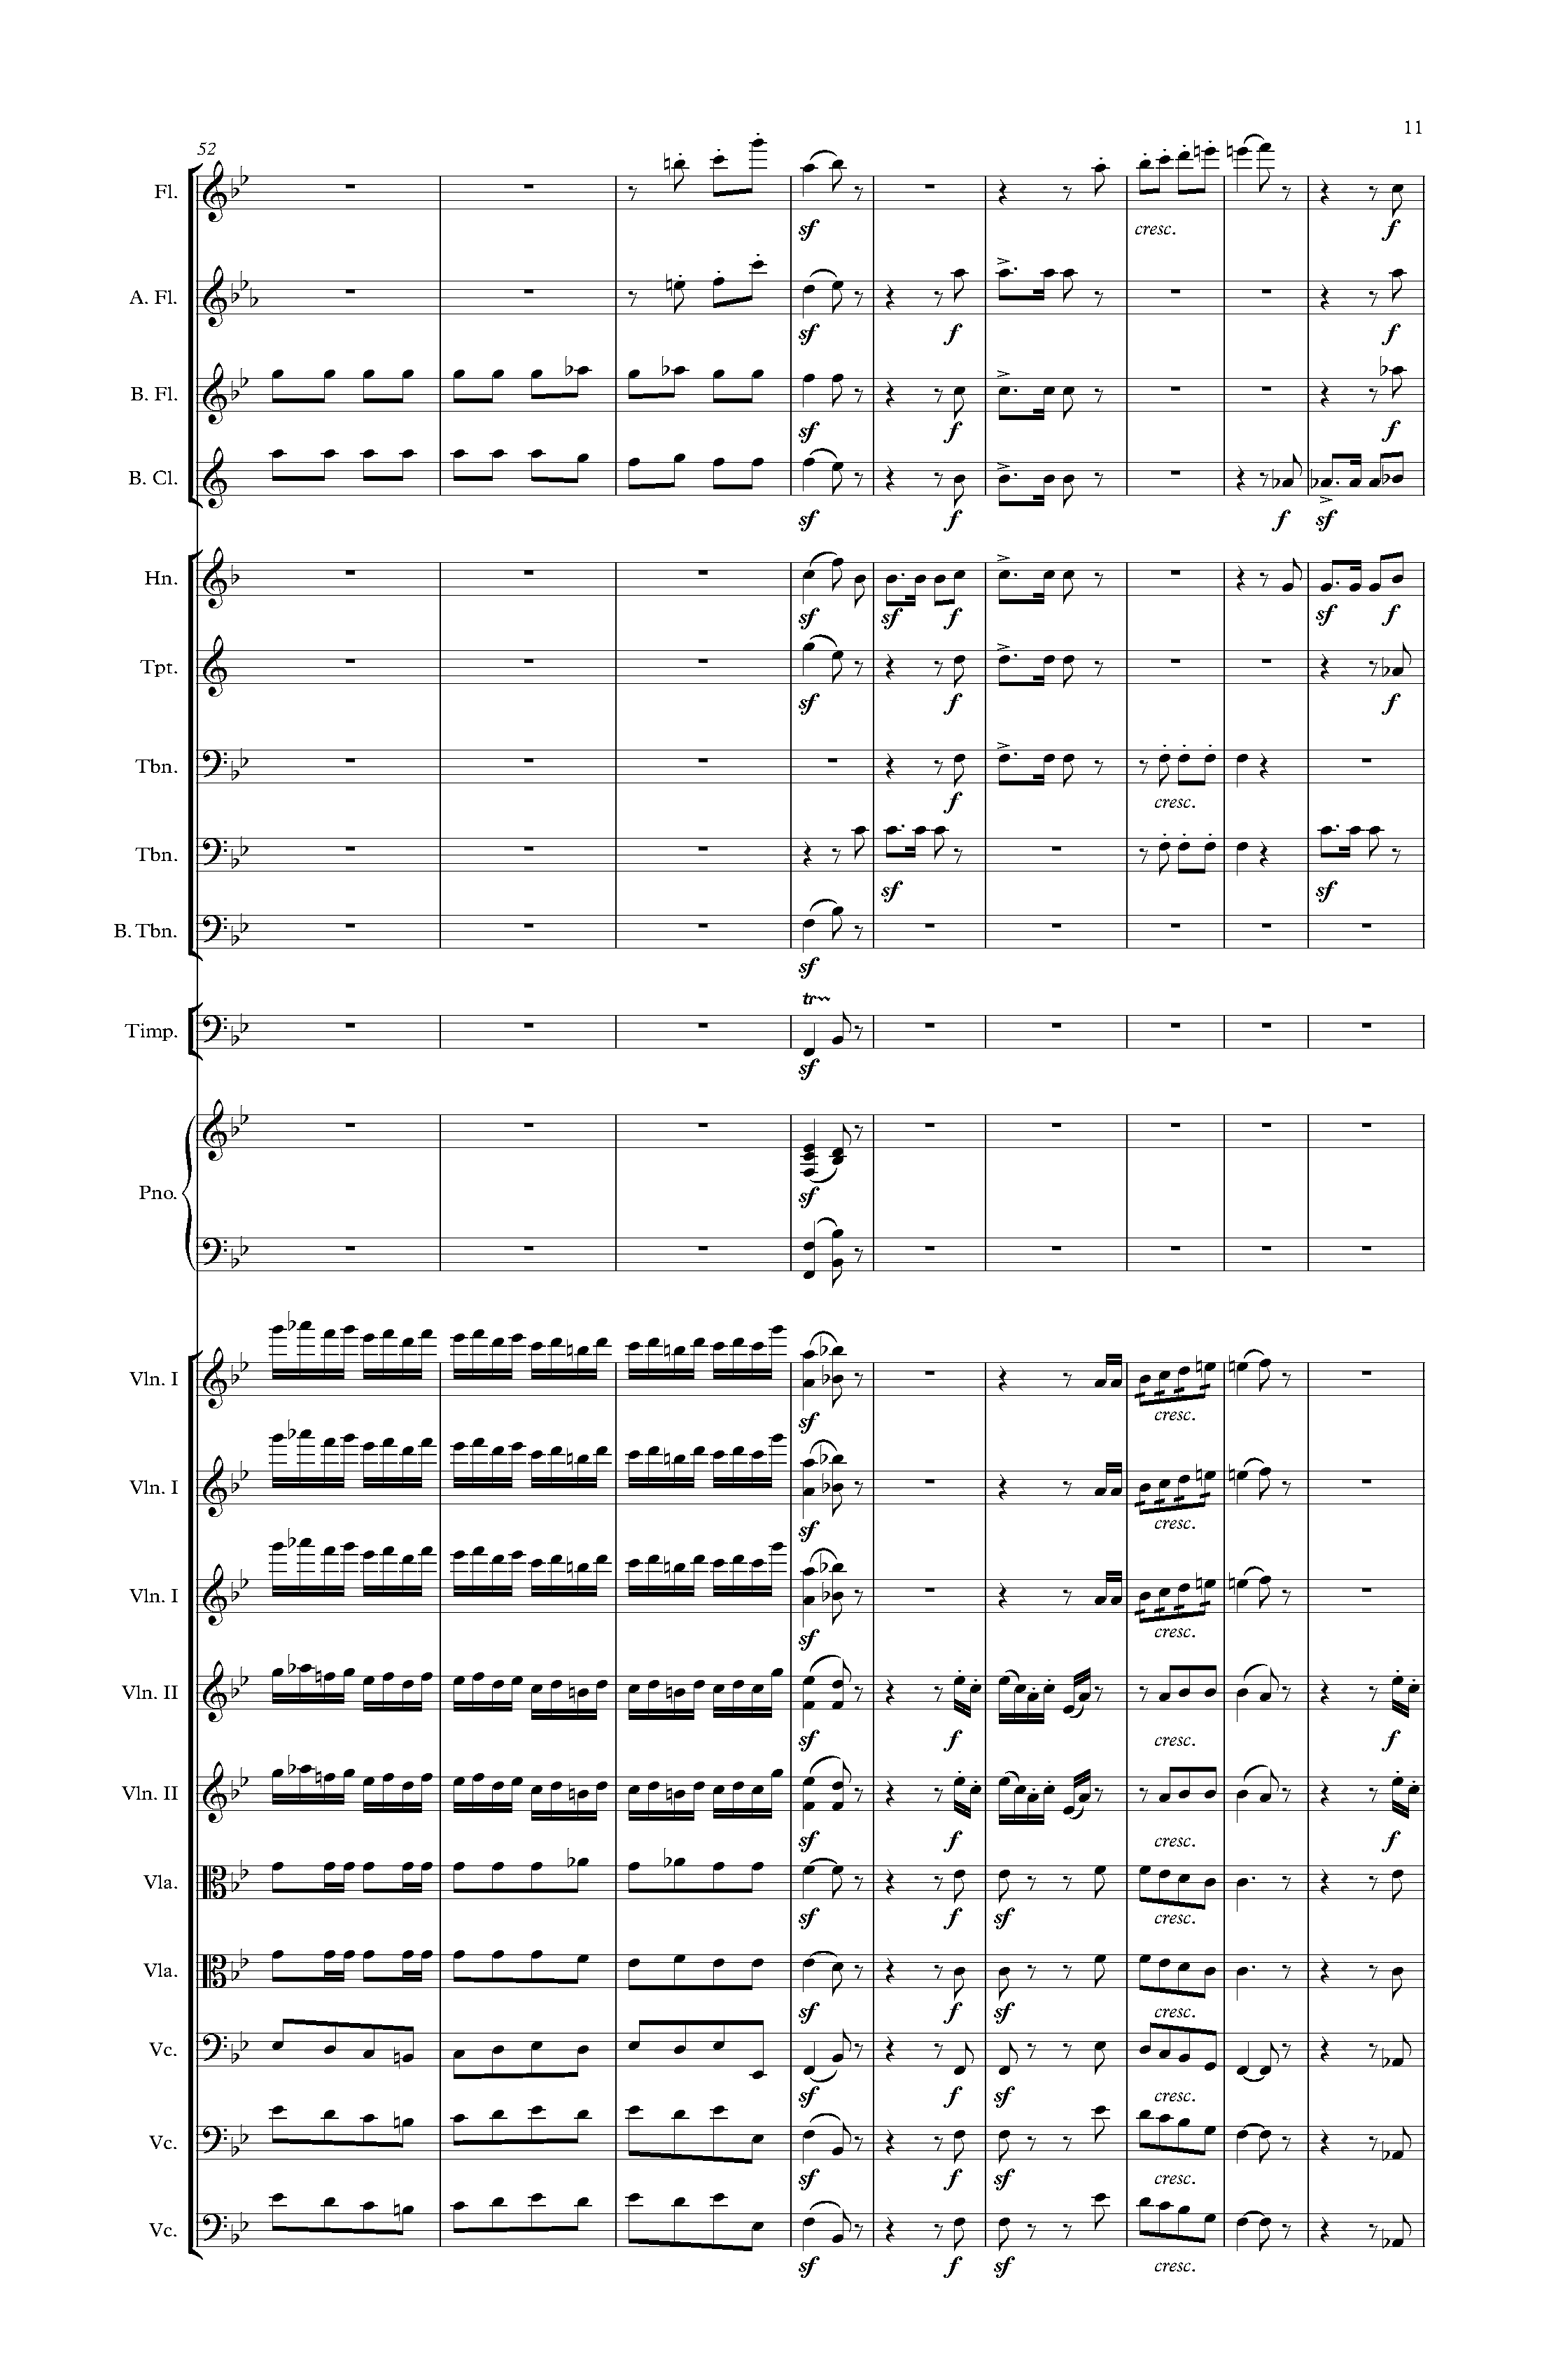 11
52
Fl.
sf
cresc.
f
A. Fl.
sf
f
f
B. Fl.
sf
f
f
B. Cl.
sf
f
f
sf
Hn.
sf
sf
f
sf
f
Tpt.
sf
f
f
Tbn.
f
cresc.
Tbn.
sf
sf
B. Tbn.
sf
tr
Timp.
sf
Pno.
sf
Vln. I
sf
cresc.
Vln. I
sf
cresc.
Vln. I
sf
cresc.
Vln. II
sf
f
cresc.
f
Vln. II
sf
f
cresc.
f
Vla.
sf
f
sf
cresc.
Vla.
sf
f
sf
cresc.
Vc.
sf
f
sf
cresc.
Vc.
sf
f
sf
cresc.
Vc.
sf
f
sf
cresc.